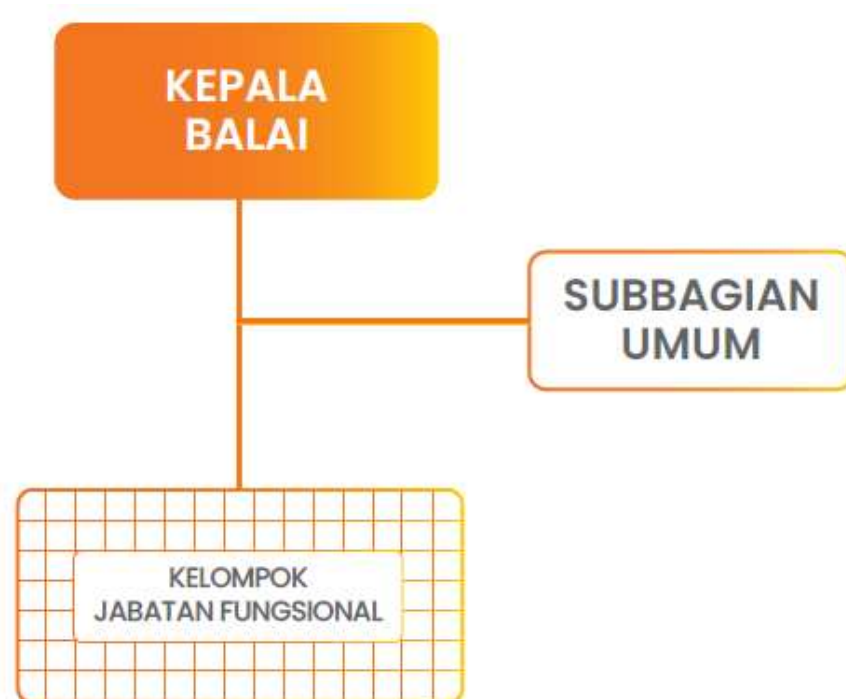 KEPALA
BALAI
SUBBAGIAN
UMUM
KELOMPOK
JABATAN FUNGSIONAL